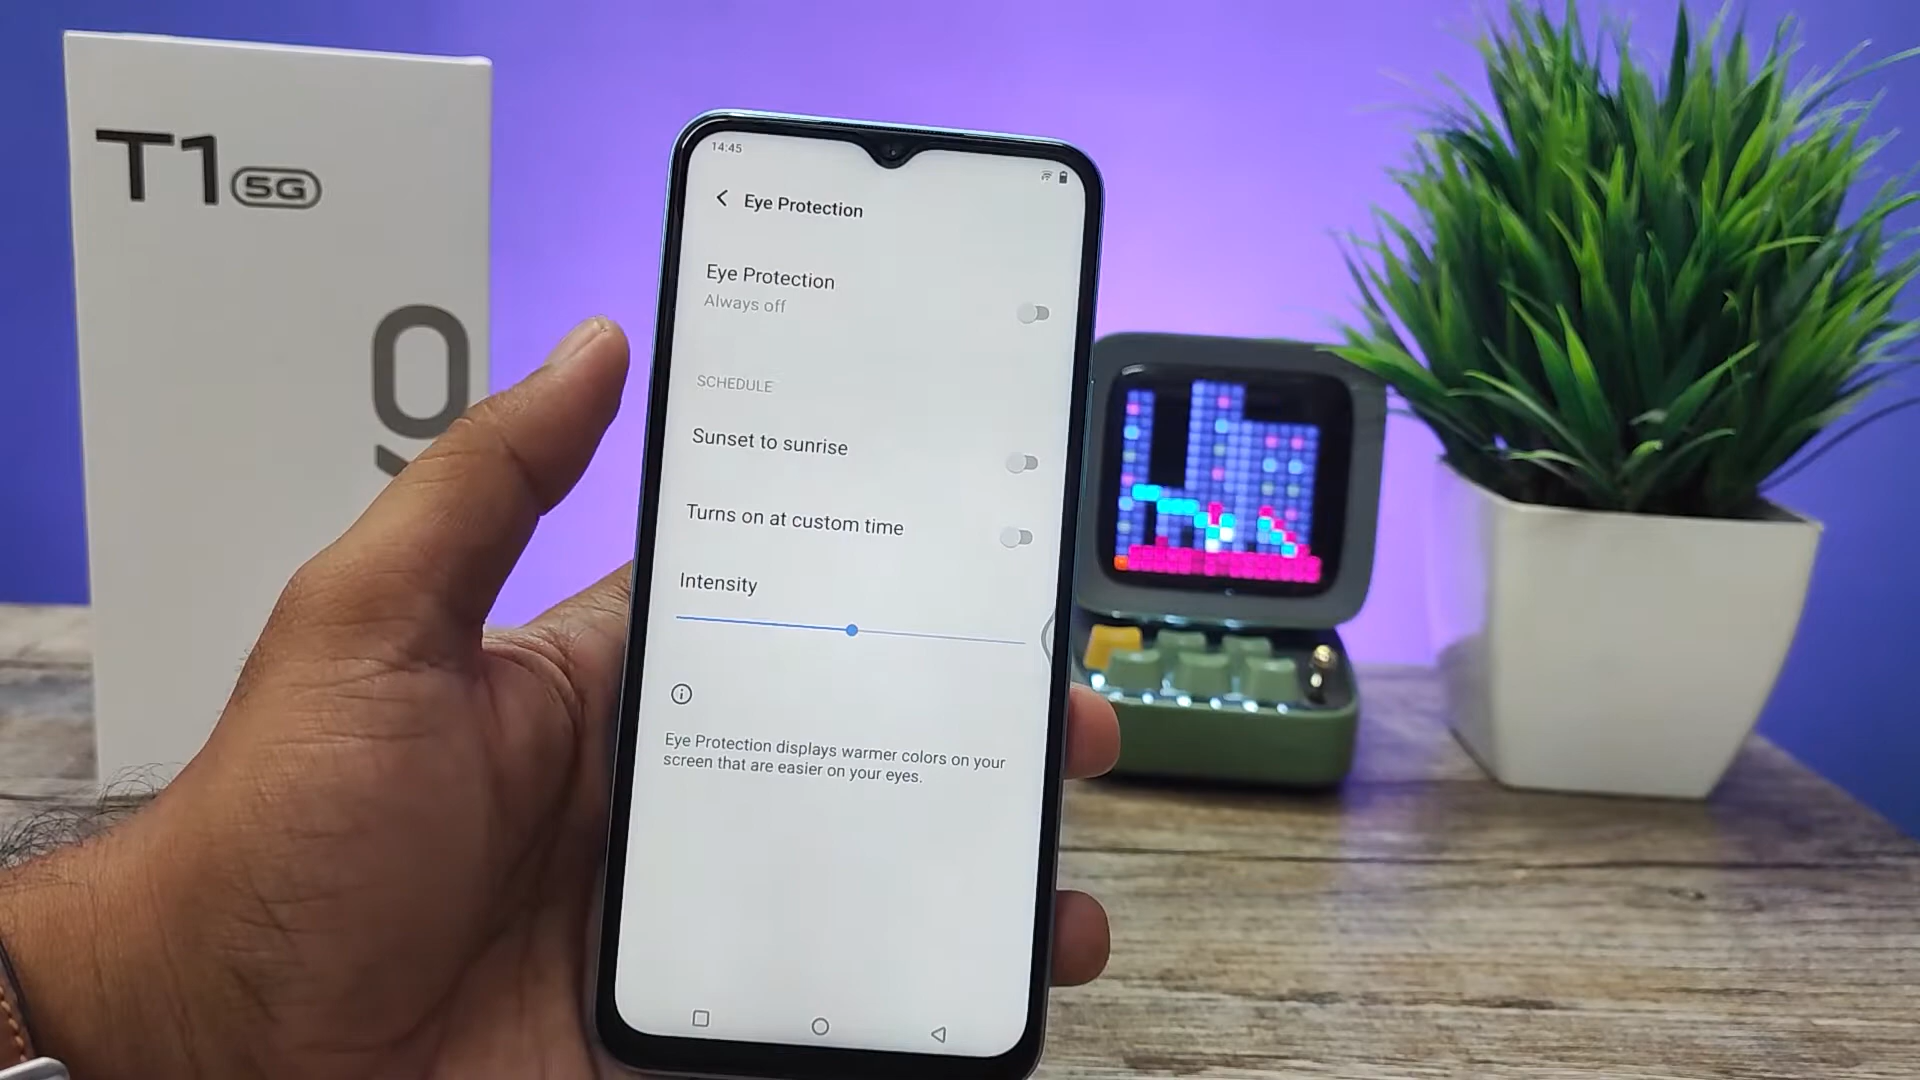 T1 5G
9
14:45
Eye Protection
Eye Protection
Always off
SCHEDULE
Sunset to sunrise
Turns on at custom time
Intensity
Eye Protection displays warmer colors on your
screen that are easier on your eyes.